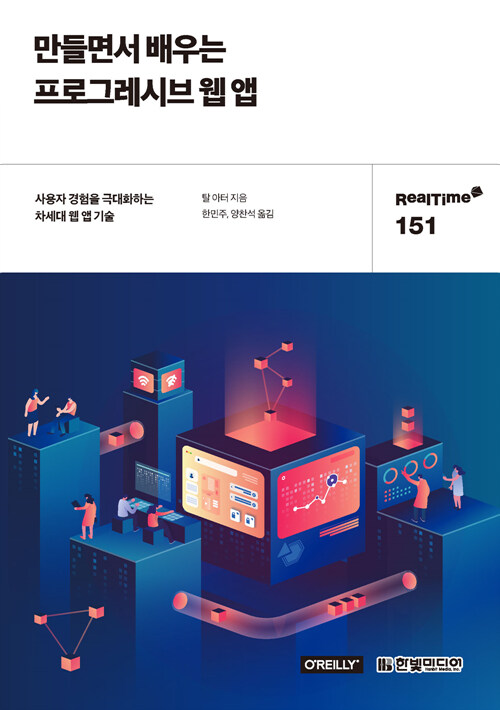 만들면서 배우는
프로그레시브 웹 앱
사용자 경험을 극대화하는
차세대 웹 앱 기술
탈 아터 지음
한민주, 양찬석 옮김
RealTime
151
O'REILLY®
한빛미디어
Hanbit Media, Inc.